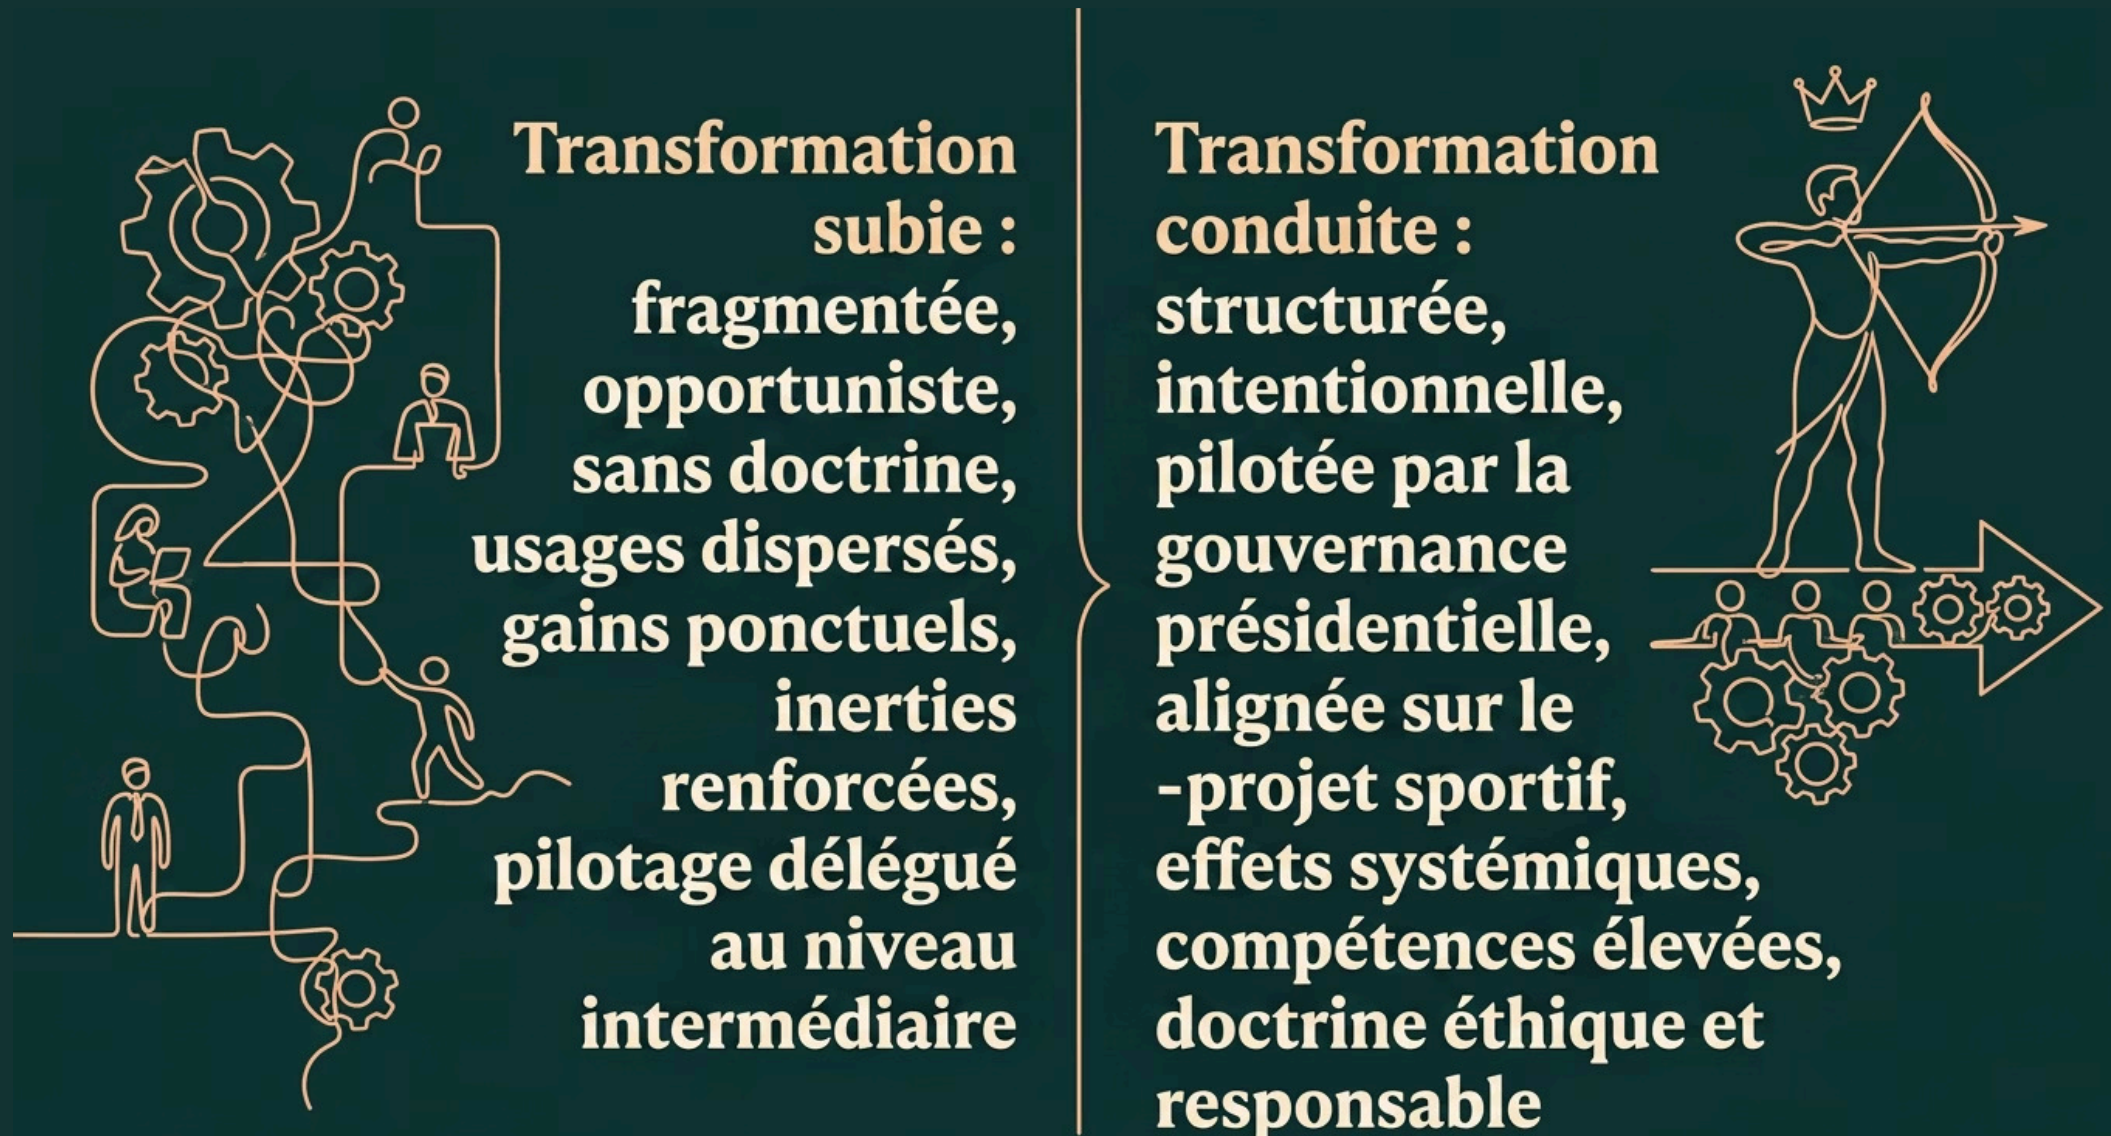 Transformation
subie :
fragmentée,
opportuniste,
sans doctrine,
usages dispersés,
gains ponctuels,
inerties
renforcées,
pilotage délégué
au niveau
intermédiaire
Transformation
conduite :
structurée,
intentionnelle,
pilotée par la
gouvernance
présidentielle,
alignée sur le
-projet sportif,
effets systémiques,
compétences élevées,
doctrine éthique et
responsable